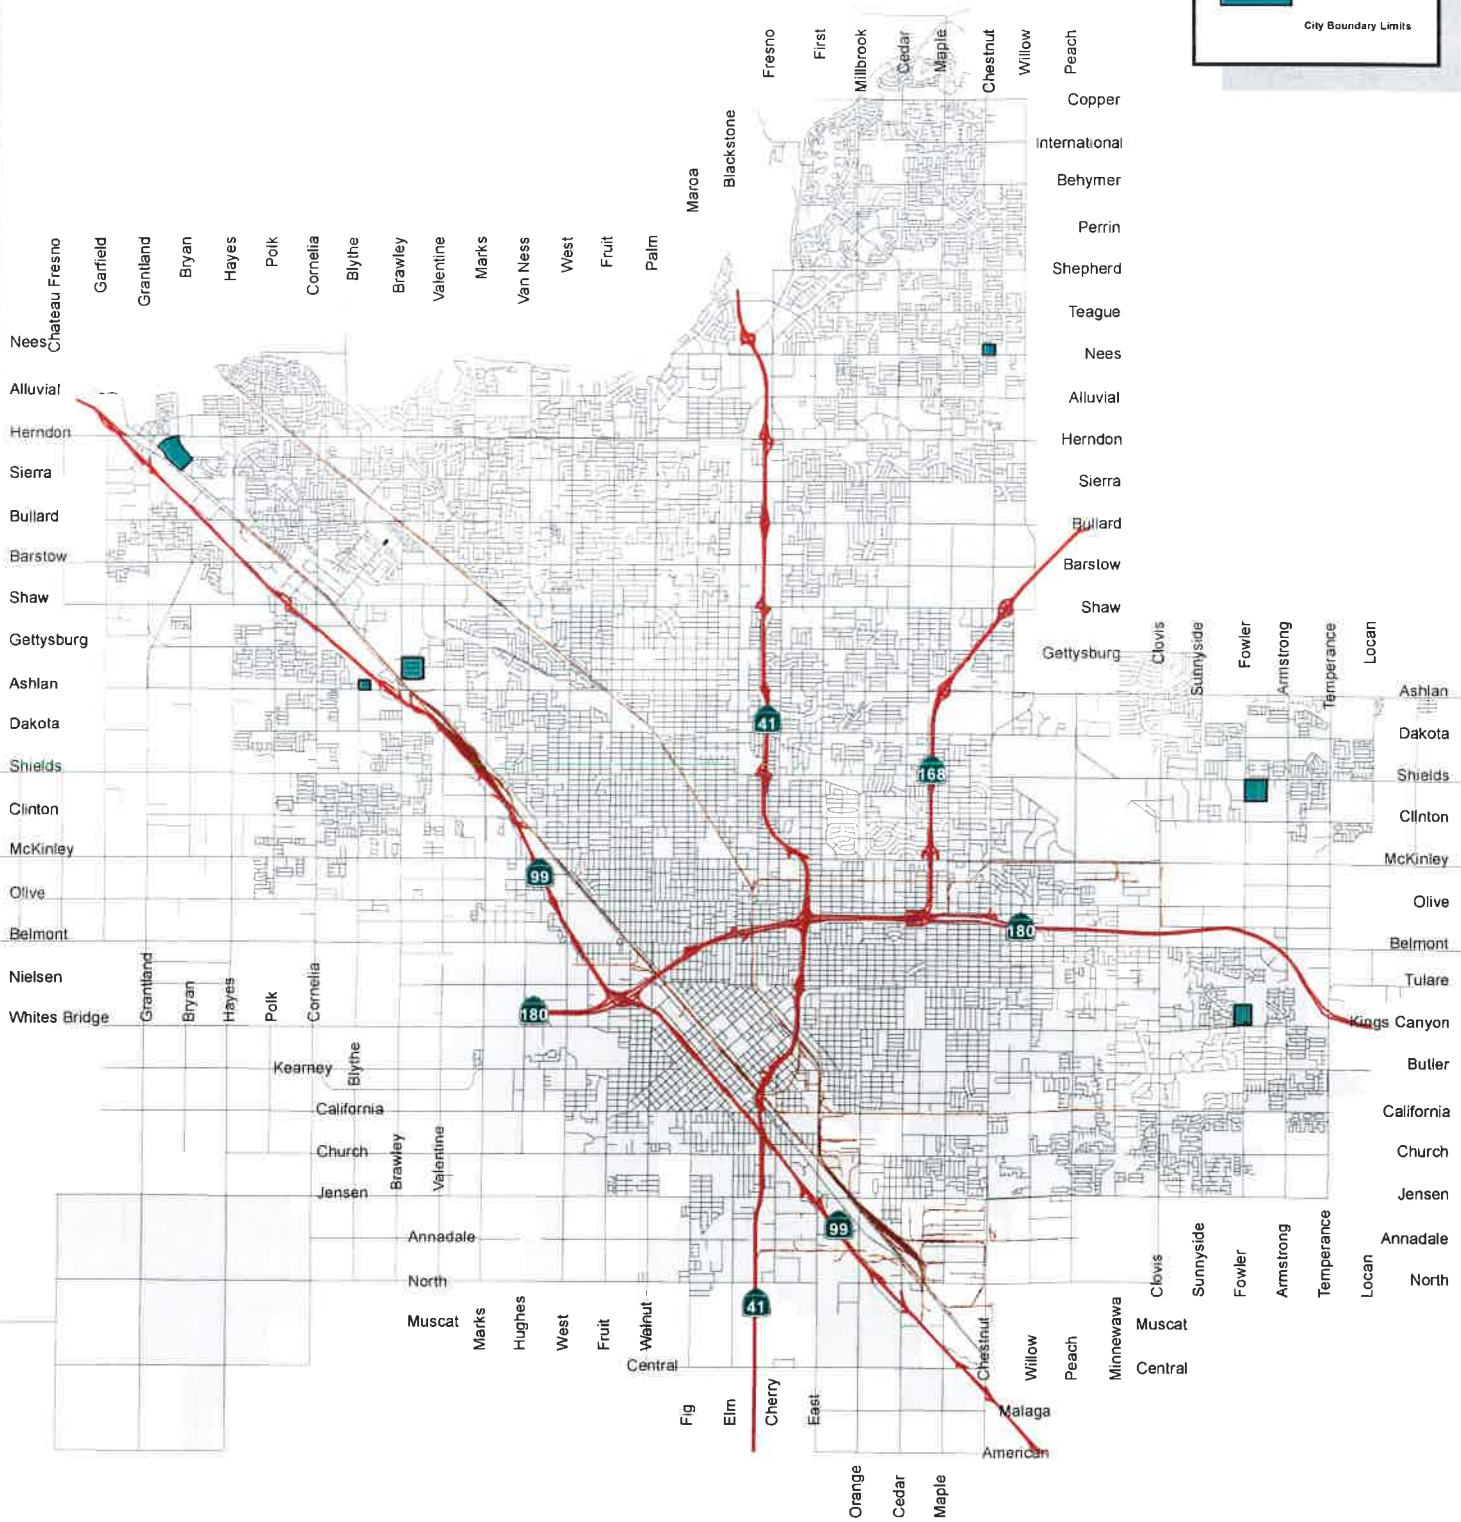 City Boundary Limits
Fresno
First
Millbrook
Cedar
Maple
Chestnut
Willow
Peach
Copper
International
Behymer
Perrin
Shepherd
Teague
Nees
Alluvial
Herndon
Sierra
Bullard
Barstow
Shaw
Gettysburg
Blackstone
Maroa
Chateau Fresno
Garfield
Grantland
Bryan
Hayes
Polk
Cornelia
Blythe
Brawley
Valentine
Marks
Van Ness
West
Fruit
Palm
Nees
Alluvial
Herndon
Sierra
Bullard
Barstow
Shaw
Gettysburg
Ashlan
Dakota
Shields
Clinton
McKinley
Olive
Belmont
Nielsen
Whites Bridge
Clovis
Sunnyside
Fowler
Armstrong
Temperance
Locan
Ashlan
Dakota
Shields
Clinton
McKinley
Olive
Belmont
Tulare
Kings Canyon
Butler
California
Church
Jensen
Annadale
North
41
168
99
180
180
99
41
Grantland
Bryan
Hayes
Polk
Cornelia
Kearney
Blythe
California
Church
Brawley
Valentine
Jensen
Annadale
North
Muscat
Marks
Hughes
West
Fruit
Walnut
Central
Fig
Elm
Cherry
East
Orange
Cedar
Maple
Chestnut
Willow
Peach
Minnewawa
Clovis
Sunnyside
Fowler
Armstrong
Temperance
Locan
Muscat
Central
Malaga
American